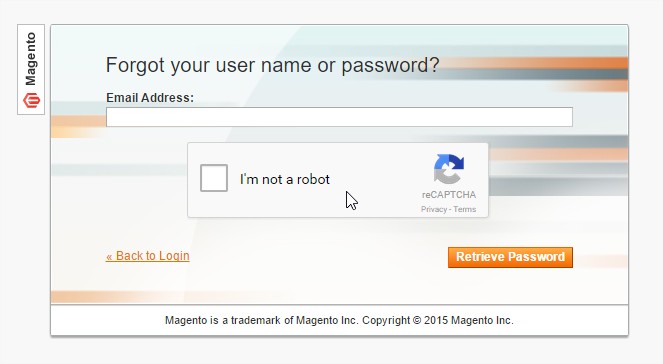 Magento
Forgot your user name or password?
Email Address:
I'm not a robot
reCAPTCHA
Privacy - Terms
« Back to Login
Retrieve Password
Magento is a trademark of Magento Inc. Copyright © 2015 Magento Inc.